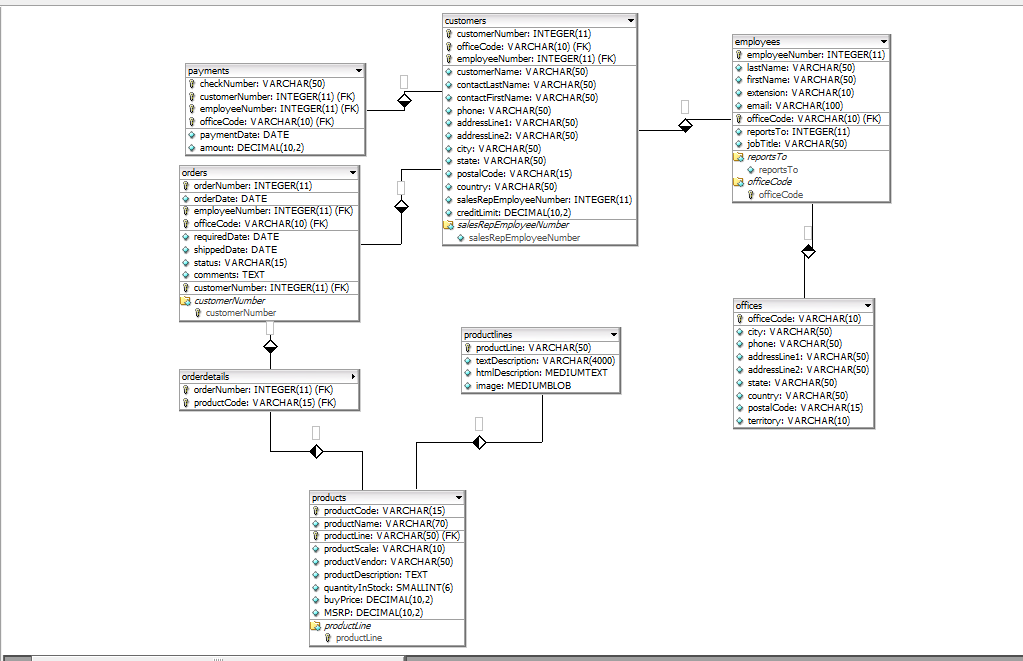 customers
customerNumber: INTEGER(11)
officeCode: VARCHAR(10) (FK)
employeeNumber: INTEGER(11) (FK)
customerName: VARCHAR(50)
contactLastName: VARCHAR(50)
contactFirstName: VARCHAR(50)
phone: VARCHAR(50)
addressLine1: VARCHAR(50)
addressLine2: VARCHAR(50)
city: VARCHAR(50)
state: VARCHAR(50)
postalCode: VARCHAR(15)
country: VARCHAR(50)
salesRepEmployeeNumber: INTEGER(11)
creditLimit: DECIMAL(10,2)
salesRepEmployeeNumber
salesRepEmployeeNumber
employees
employeeNumber: INTEGER(11)
lastName: VARCHAR(50)
firstName: VARCHAR(50)
extension: VARCHAR(10)
email: VARCHAR(100)
officeCode: VARCHAR(10) (FK)
reportsTo: INTEGER(11)
jobTitle: VARCHAR(50)
reportsTo
reportsTo
officeCode
officeCode
payments
checkNumber: VARCHAR(50)
customerNumber: INTEGER(11) (FK)
employeeNumber: INTEGER(11) (FK)
officeCode: VARCHAR(10) (FK)
paymentDate: DATE
amount: DECIMAL(10,2)
orders
orderNumber: INTEGER(11)
orderDate: DATE
employeeNumber: INTEGER(11) (FK)
officeCode: VARCHAR(10) (FK)
requiredDate: DATE
shippedDate: DATE
status: VARCHAR(15)
comments: TEXT
customerNumber: INTEGER(11) (FK)
customerNumber
customerNumber
offices
officeCode: VARCHAR(10)
city: VARCHAR(50)
phone: VARCHAR(50)
addressLine1: VARCHAR(50)
addressLine2: VARCHAR(50)
state: VARCHAR(50)
country: VARCHAR(50)
postalCode: VARCHAR(15)
territory: VARCHAR(10)
productlines
productLine: VARCHAR(50)
textDescription: VARCHAR(4000)
htmlDescription: MEDIUMTEXT
image: MEDIUMBLOB
orderdetails
orderNumber: INTEGER(11) (FK)
productCode: VARCHAR(15) (FK)
products
productCode: VARCHAR(15)
productName: VARCHAR(70)
productLine: VARCHAR(50) (FK)
productScale: VARCHAR(10)
productVendor: VARCHAR(50)
productDescription: TEXT
quantityInStock: SMALLINT(6)
buyPrice: DECIMAL(10,2)
MSRP: DECIMAL(10,2)
productLine
productLine